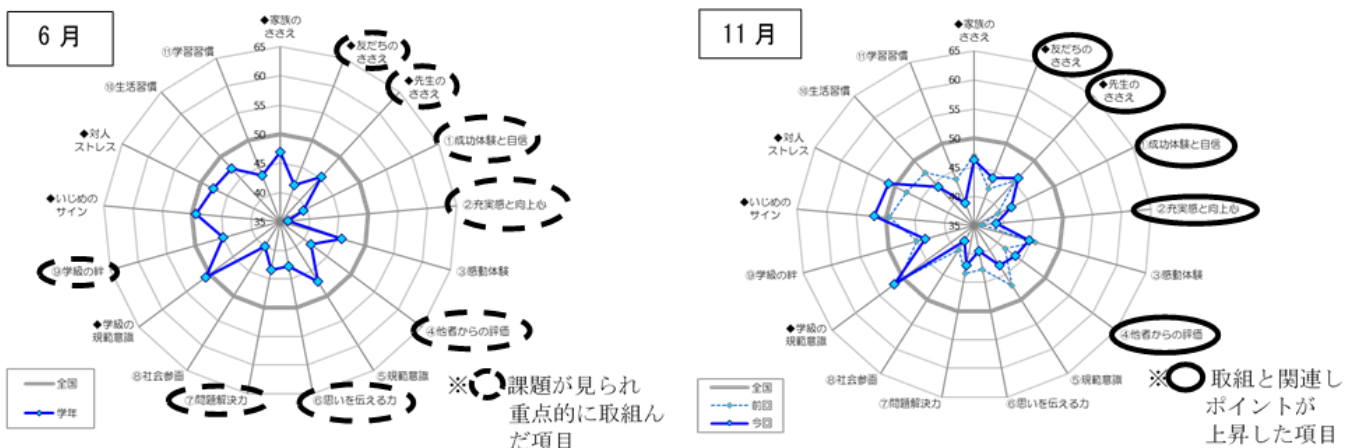 6 月
◆家族の
ささえ
65
60
55
50
45
40
35
◆友だちの
ささえ
◆先生の
ささえ
①成功体験と自信
②充実感と向上心
③感動体験
④他者からの評価
⑤規範意識
⑥思いを伝える力
⑦問題解決力
⑧社会参画
◆学級の
規範意識
⑨学級の絆
◆いじめの
サイン
◆対人
ストレス
⑩生活習慣
⑪学習習慣
全国
学年
※ 課題が見られ
重点的に取組ん
だ項目
11 月
◆家族の
ささえ
65
60
55
50
45
40
35
◆友だちの
ささえ
◆先生の
ささえ
①成功体験と自信
②充実感と向上心
③感動体験
④他者からの評価
⑤規範意識
⑥思いを伝える力
⑦問題解決力
⑧社会参画
◆学級の
規範意識
⑨学級の絆
◆いじめの
サイン
◆対人
ストレス
⑩生活習慣
⑪学習習慣
全国
前回
今回
※ 取組と関連し
ポイントが
上昇した項目